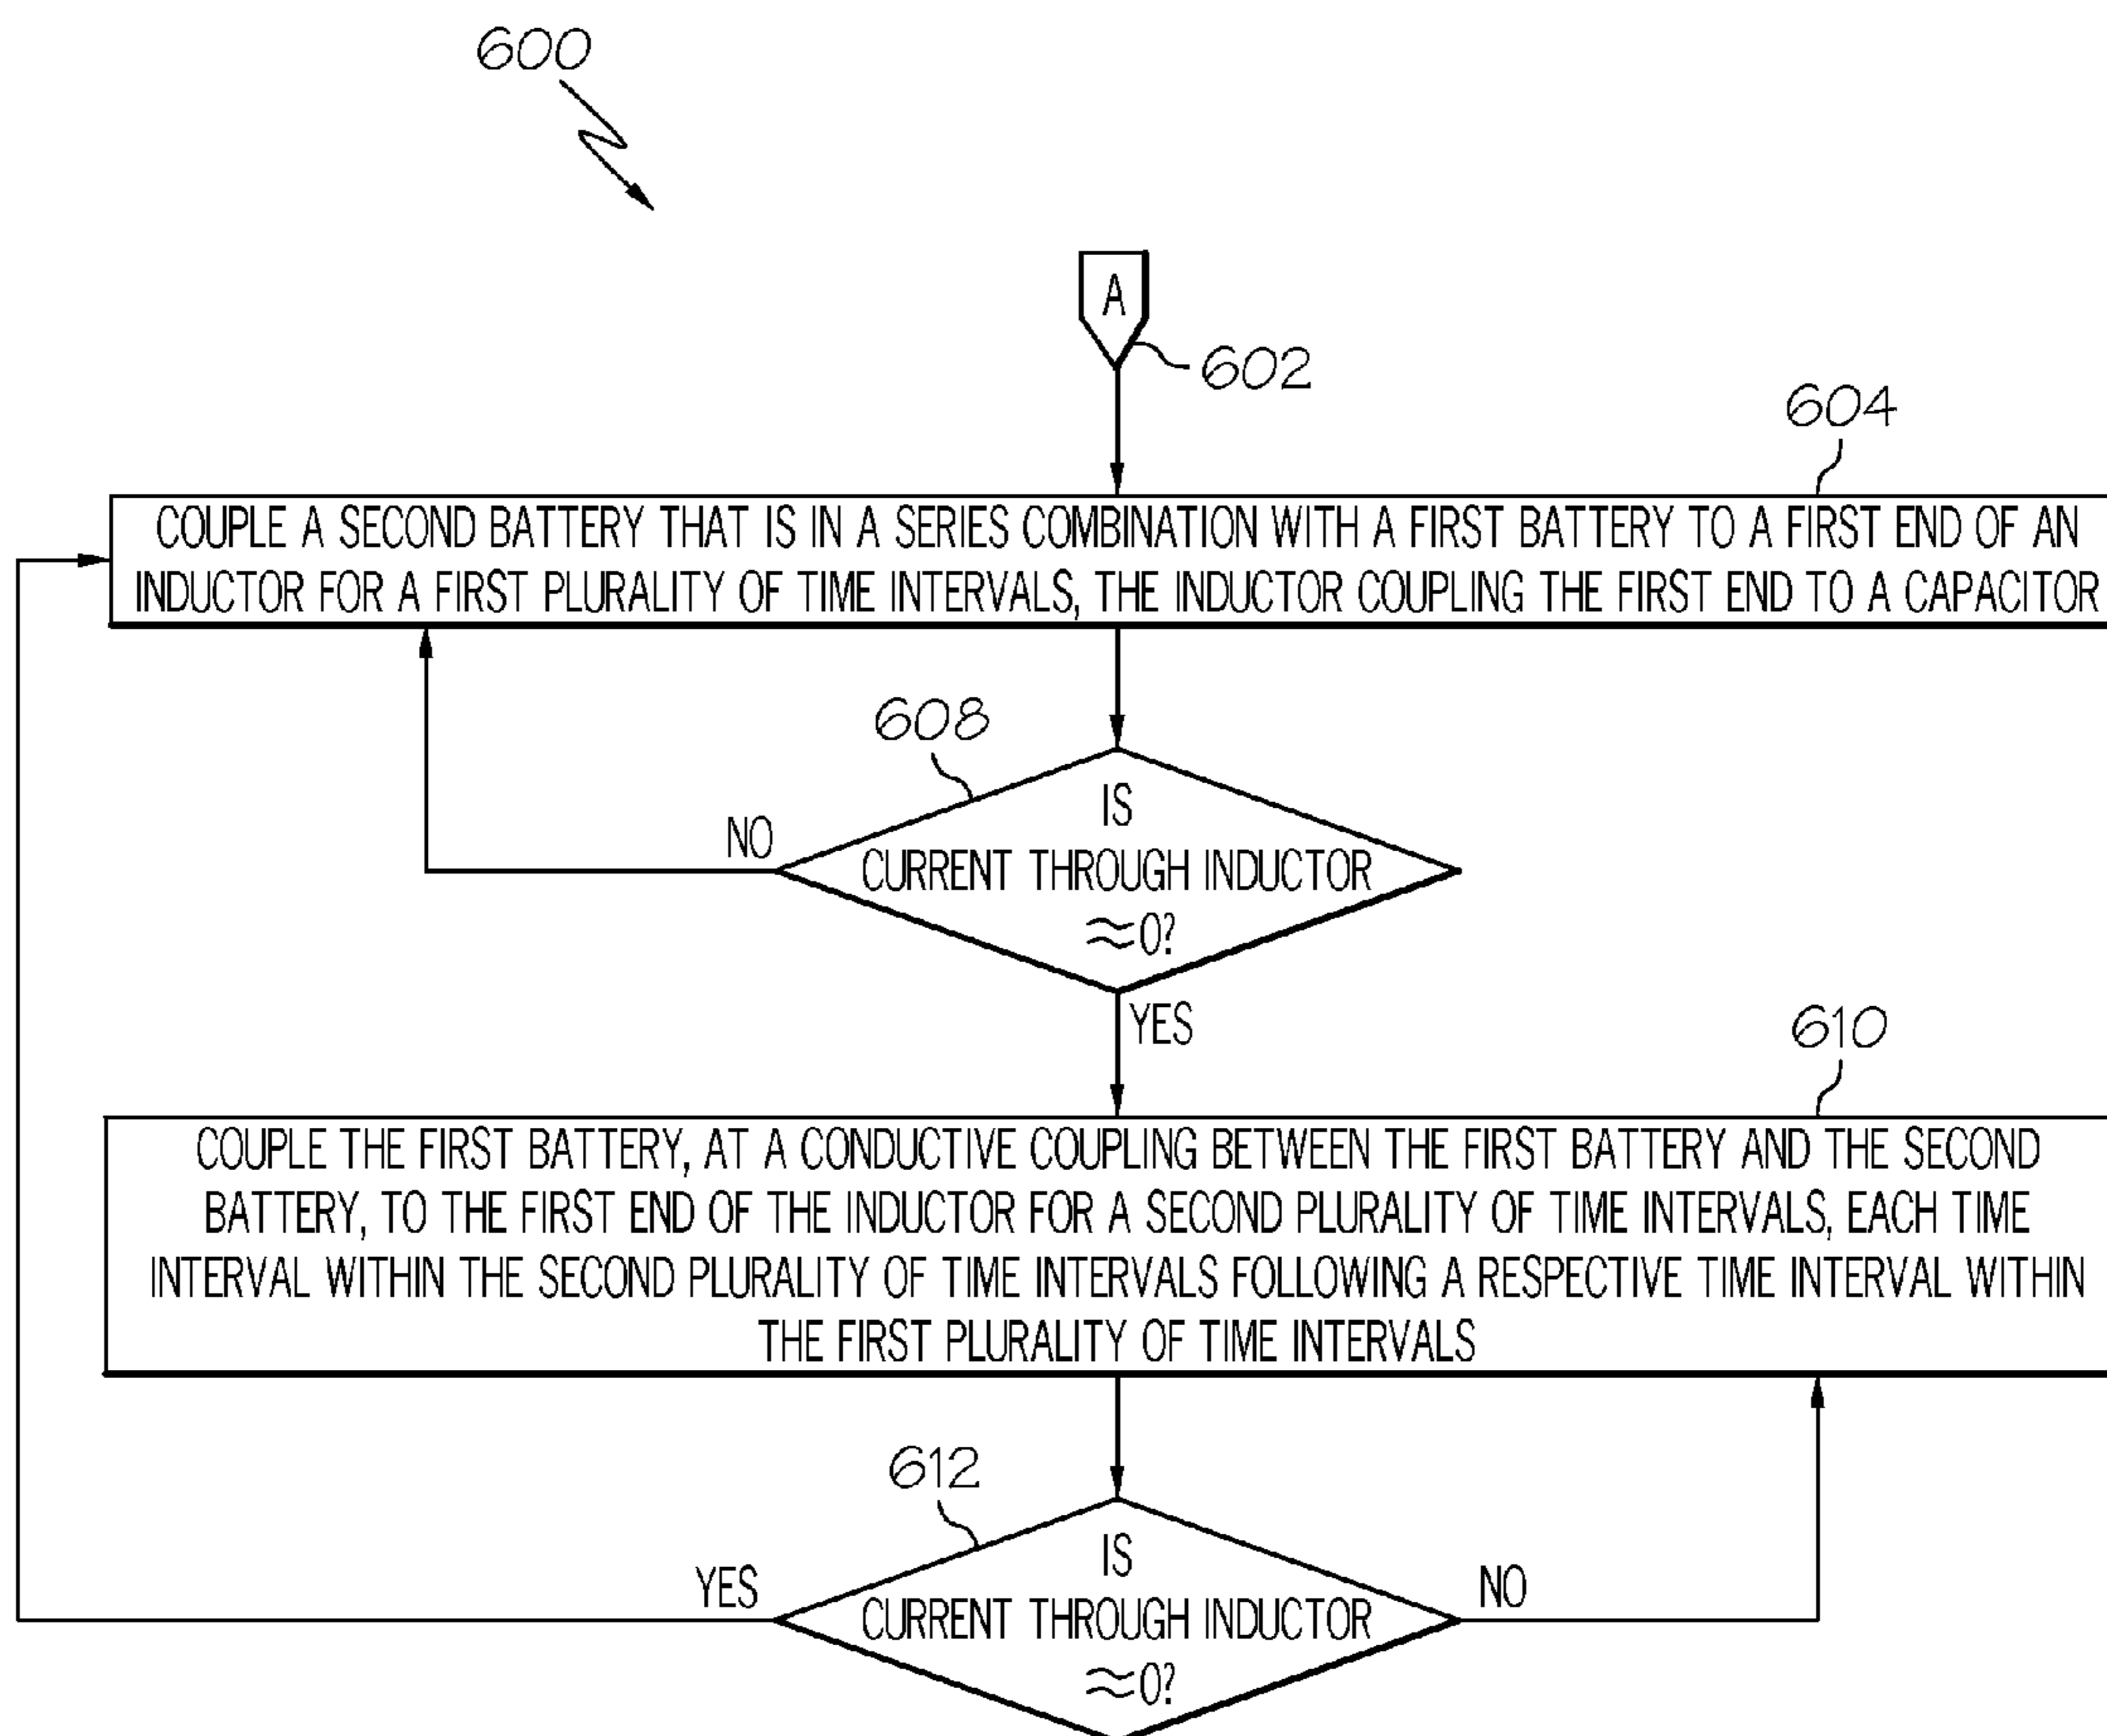 600
A
602
604
COUPLE A SECOND BATTERY THAT IS IN A SERIES COMBINATION WITH A FIRST BATTERY TO A FIRST END OF AN
INDUCTOR FOR A FIRST PLURALITY OF TIME INTERVALS, THE INDUCTOR COUPLING THE FIRST END TO A CAPACITOR
608
IS
NO
CURRENT THROUGH INDUCTOR
≈0?
YES
610
COUPLE THE FIRST BATTERY, AT A CONDUCTIVE COUPLING BETWEEN THE FIRST BATTERY AND THE SECOND
BATTERY, TO THE FIRST END OF THE INDUCTOR FOR A SECOND PLURALITY OF TIME INTERVALS, EACH TIME
INTERVAL WITHIN THE SECOND PLURALITY OF TIME INTERVALS FOLLOWING A RESPECTIVE TIME INTERVAL WITHIN
THE FIRST PLURALITY OF TIME INTERVALS
612
IS
YES
NO
CURRENT THROUGH INDUCTOR
≈0?